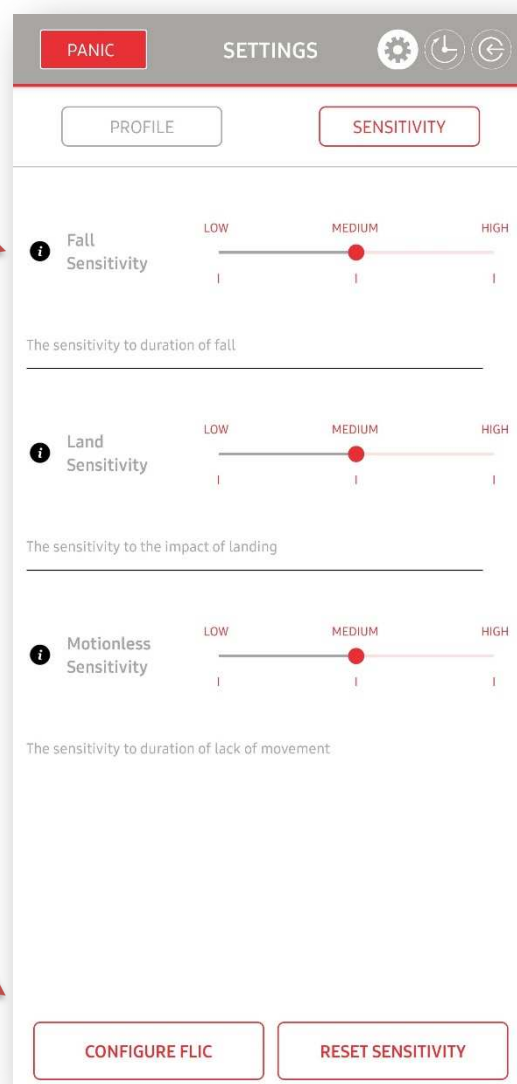 PANIC SETTINGS
PROFILE SENSITIVITY
LOW MEDIUM HIGH
Fall
Sensitivity
The sensitivity to duration of fall
LOW MEDIUM HIGH
Land
Sensitivity
The sensitivity to the impact of landing
LOW MEDIUM HIGH
Motionless
Sensitivity
The sensitivity to duration of lack of movement
CONFIGURE FLIC RESET SENSITIVITY